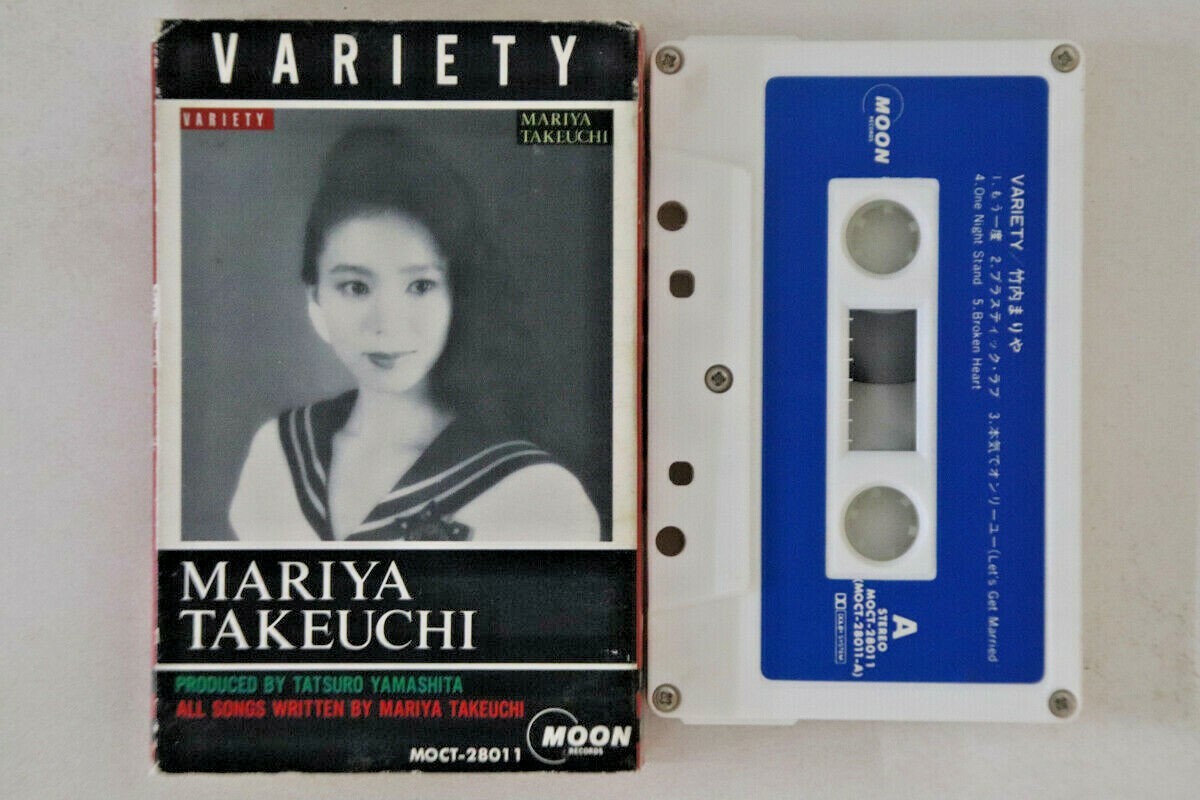 VARIETY
VARIETY
MARIYA
TAKEUCHI
MARIYA
TAKEUCHI
PRODUCED BY TATSURO YAMASHITA
ALL SONGS WRITTEN BY MARIYA TAKEUCHI
MOCT-28011
MOON
RECORDS
MOON
RECORDS
VARIETY/竹内まりや
1.もう一度 2.プラスティック・ラブ 3.本気でオンリーユー(Let's Get Married
4.One Night Stand 5.Broken Heart
A
STEREO
MOCT-28011
(MOCT-28011-A)
DOLBY SYSTEM